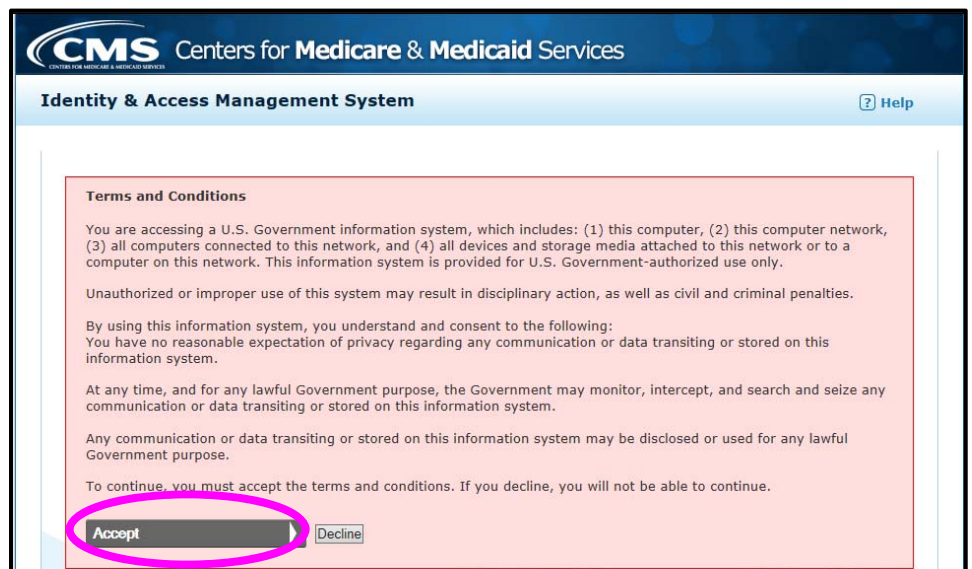 CMS Centers for Medicare & Medicaid Services
CENTERS FOR MEDICARE & MEDICAID SERVICES
Identity & Access Management System
? Help
Terms and Conditions
You are accessing a U.S. Government information system, which includes: (1) this computer, (2) this computer network,
(3) all computers connected to this network, and (4) all devices and storage media attached to this network or to a
computer on this network. This information system is provided for U.S. Government-authorized use only.
Unauthorized or improper use of this system may result in disciplinary action, as well as civil and criminal penalties.
By using this information system, you understand and consent to the following:
You have no reasonable expectation of privacy regarding any communication or data transiting or stored on this
information system.
At any time, and for any lawful Government purpose, the Government may monitor, intercept, and search and seize any
communication or data transiting or stored on this information system.
Any communication or data transiting or stored on this information system may be disclosed or used for any lawful
Government purpose.
To continue, you must accept the terms and conditions. If you decline, you will not be able to continue.
Accept Decline